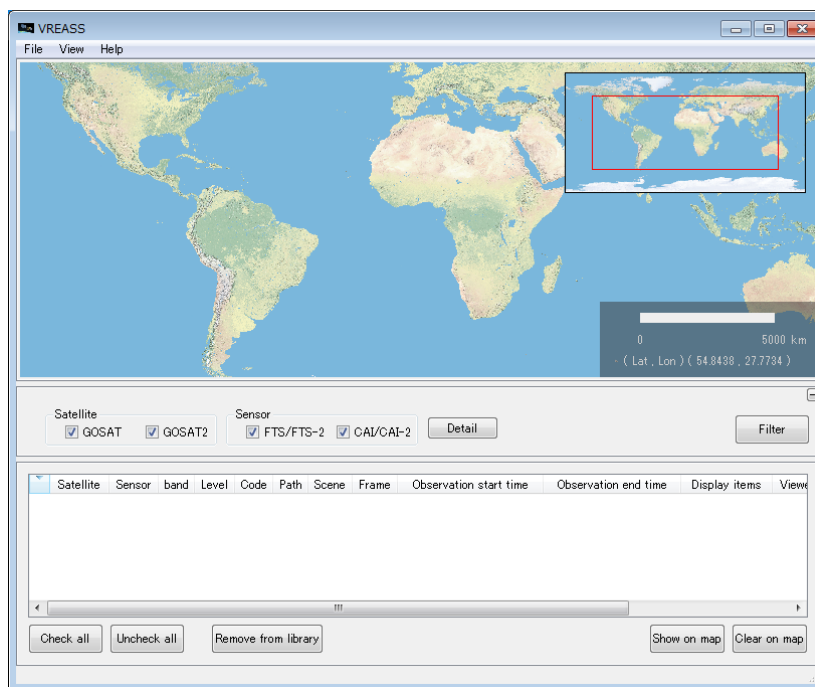 VREASS
File View Help
0 5000 km
( Lat , Lon ) ( 54.8438 , 27.7734 )
Satellite Sensor
GOSAT GOSAT2 FTS/FTS-2 CAI/CAI-2 Detail Filter
Satellite Sensor band Level Code Path Scene Frame Observation start time Observation end time Display items Viewe
Check all Uncheck all Remove from library Show on map Clear on map